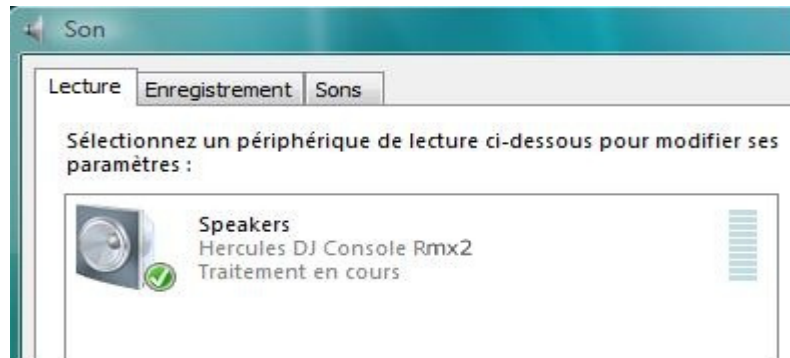 Son
Lecture Enregistrement Sons
Sélectionnez un périphérique de lecture ci-dessous pour modifier ses
paramètres :
Speakers
Hercules DJ Console Rmx2
Traitement en cours